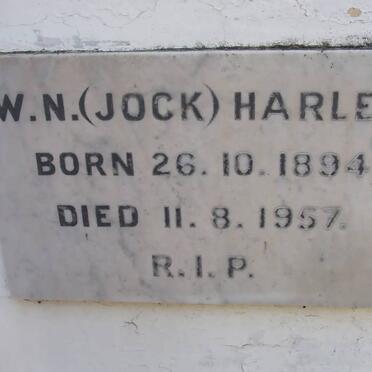 W.N.(JOCK) HARLE
BORN 26.10.1894
DIED 11.8.1957.
R.I.P.